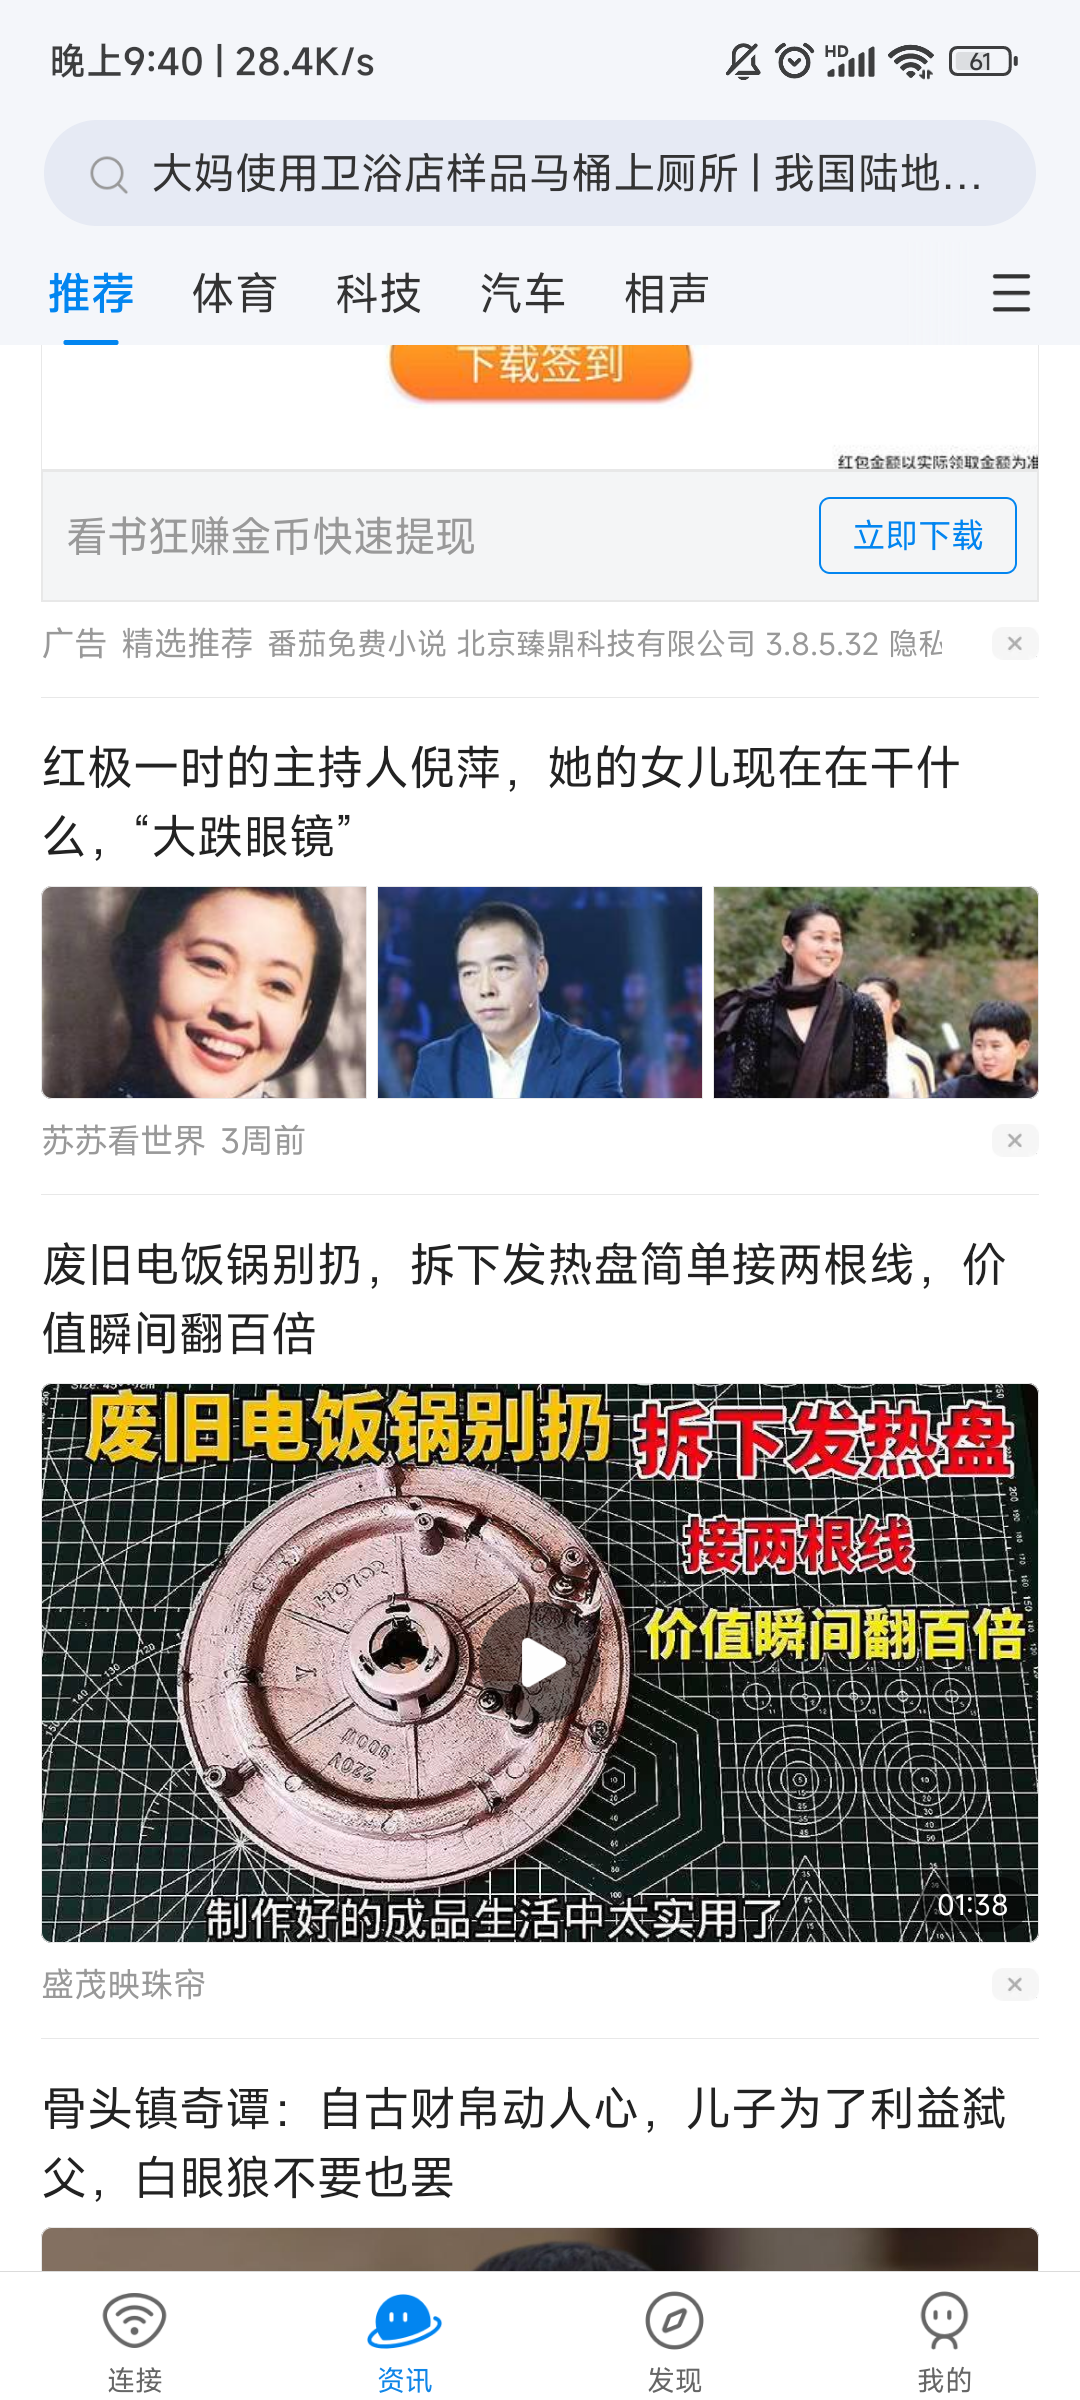 晚上9:40 | 28.4K/s
HD
61
大妈使用卫浴店样品马桶上厕所 | 我国陆地...
推荐 体育 科技 汽车 相声
下载签到
红包金额以实际领取金额为准
看书狂赚金币快速提现
立即下载
广告 精选推荐 番茄免费小说 北京臻鼎科技有限公司 3.8.5.32 隐私
红极一时的主持人倪萍，她的女儿现在在干什
么，“大跌眼镜”
苏苏看世界 3周前
废旧电饭锅别扔，拆下发热盘简单接两根线，价
值瞬间翻百倍
废旧电饭锅别扔 拆下发热盘
接两根线
价值瞬间翻百倍
900W
220V
制作好的成品生活中太实用了
01:38
盛茂映珠帘
骨头镇奇谭：自古财帛动人心，儿子为了利益弑
父，白眼狼不要也罢
连接 资讯 发现 我的